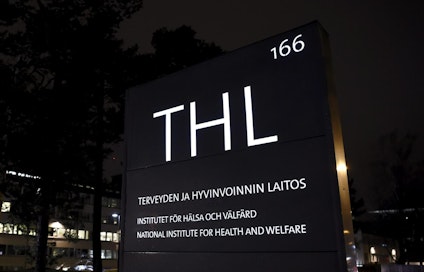 166
THL
TERVEYDEN JA HYVINVOINNIN LAITOS
INSTITUTET FÖR HÄLSA OCH VÄLFÄRD
NATIONAL INSTITUTE FOR HEALTH AND WELFARE